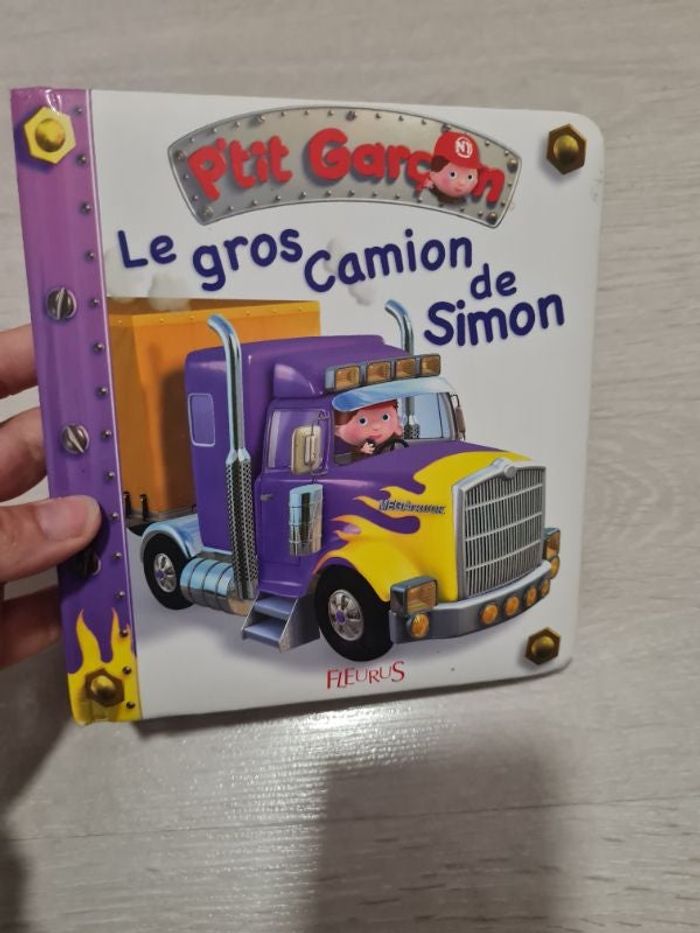 P'tit Garçon
Le gros camion
de
Simon
FLEURUS